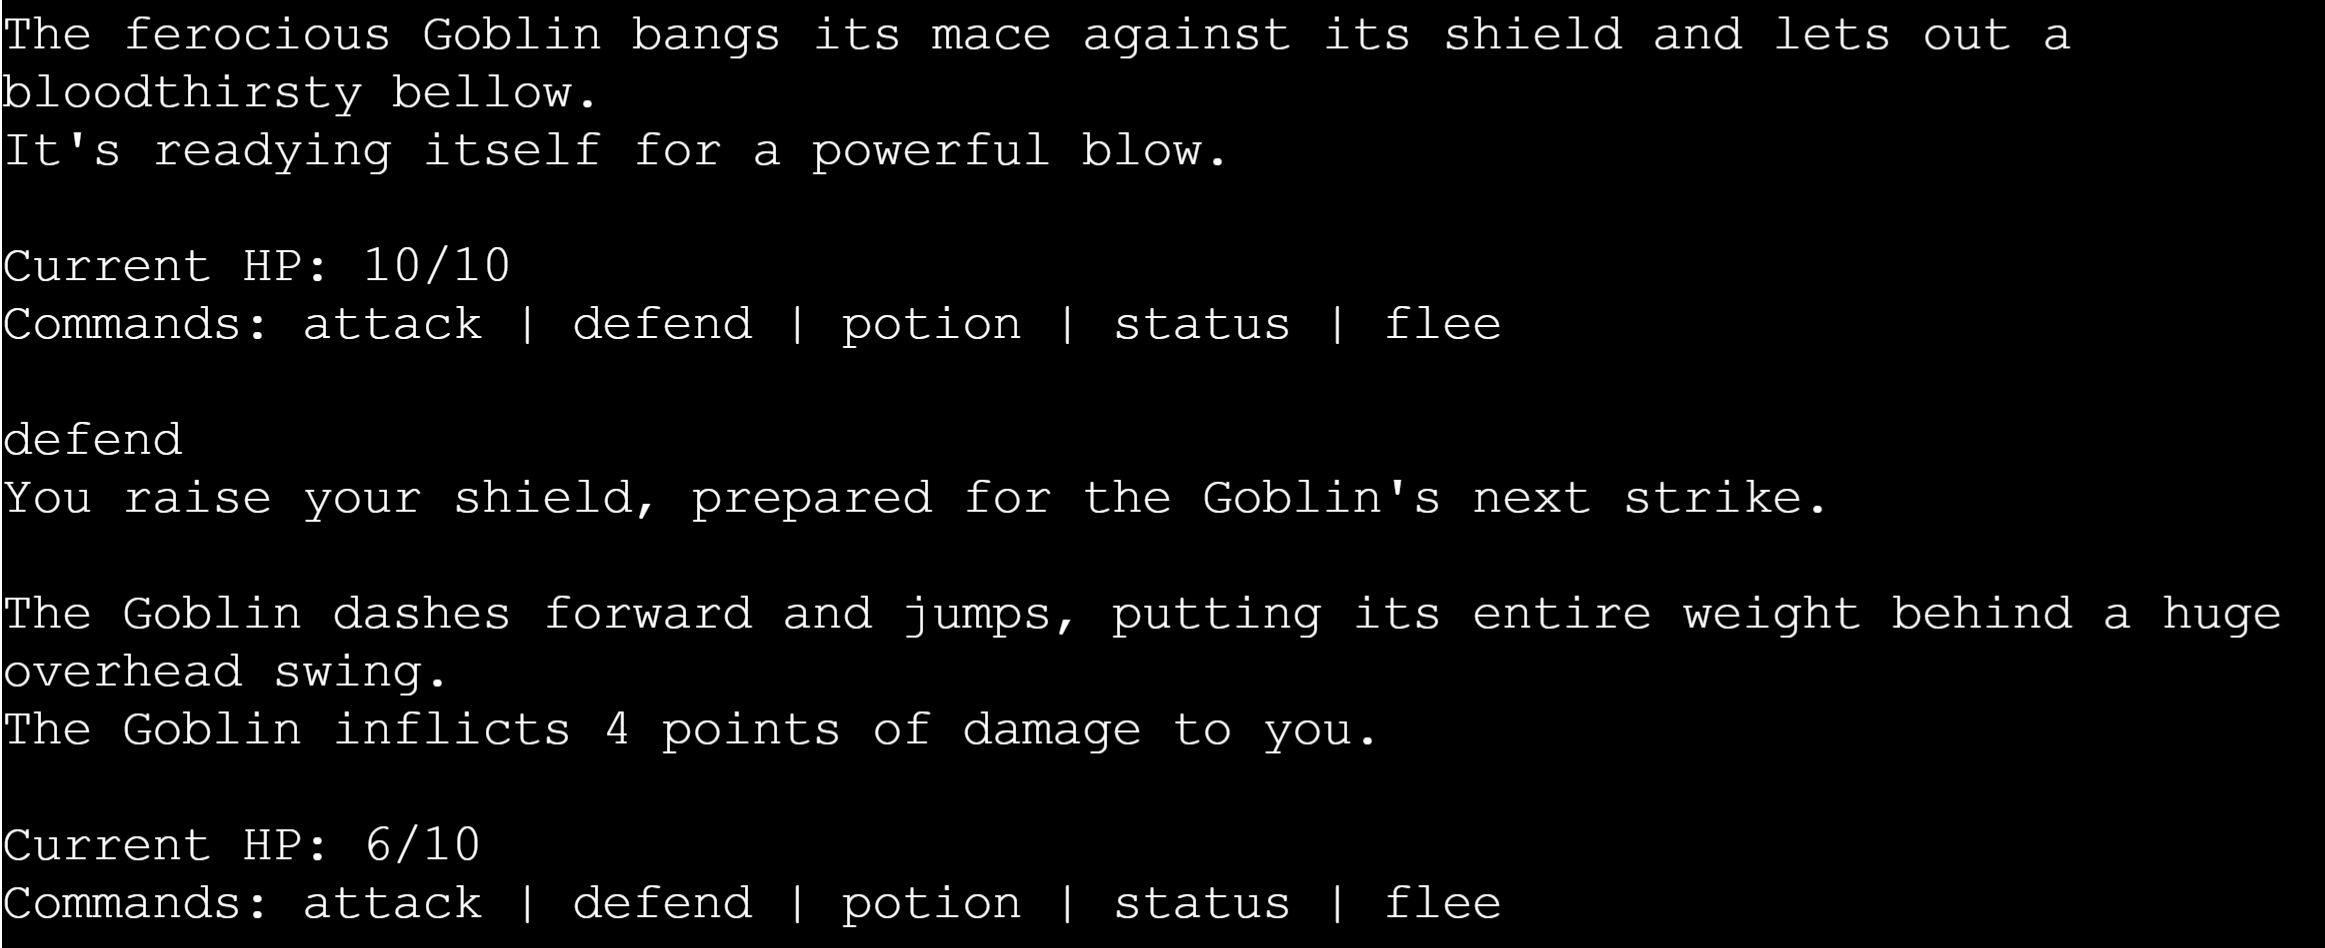 The ferocious Goblin bangs its mace against its shield and lets out a
bloodthirsty bellow.
It's readying itself for a powerful blow.
Current HP: 10/10
Commands: attack | defend | potion | status | flee
defend
You raise your shield, prepared for the Goblin's next strike.
The Goblin dashes forward and jumps, putting its entire weight behind a huge
overhead swing.
The Goblin inflicts 4 points of damage to you.
Current HP: 6/10
Commands: attack | defend | potion | status | flee